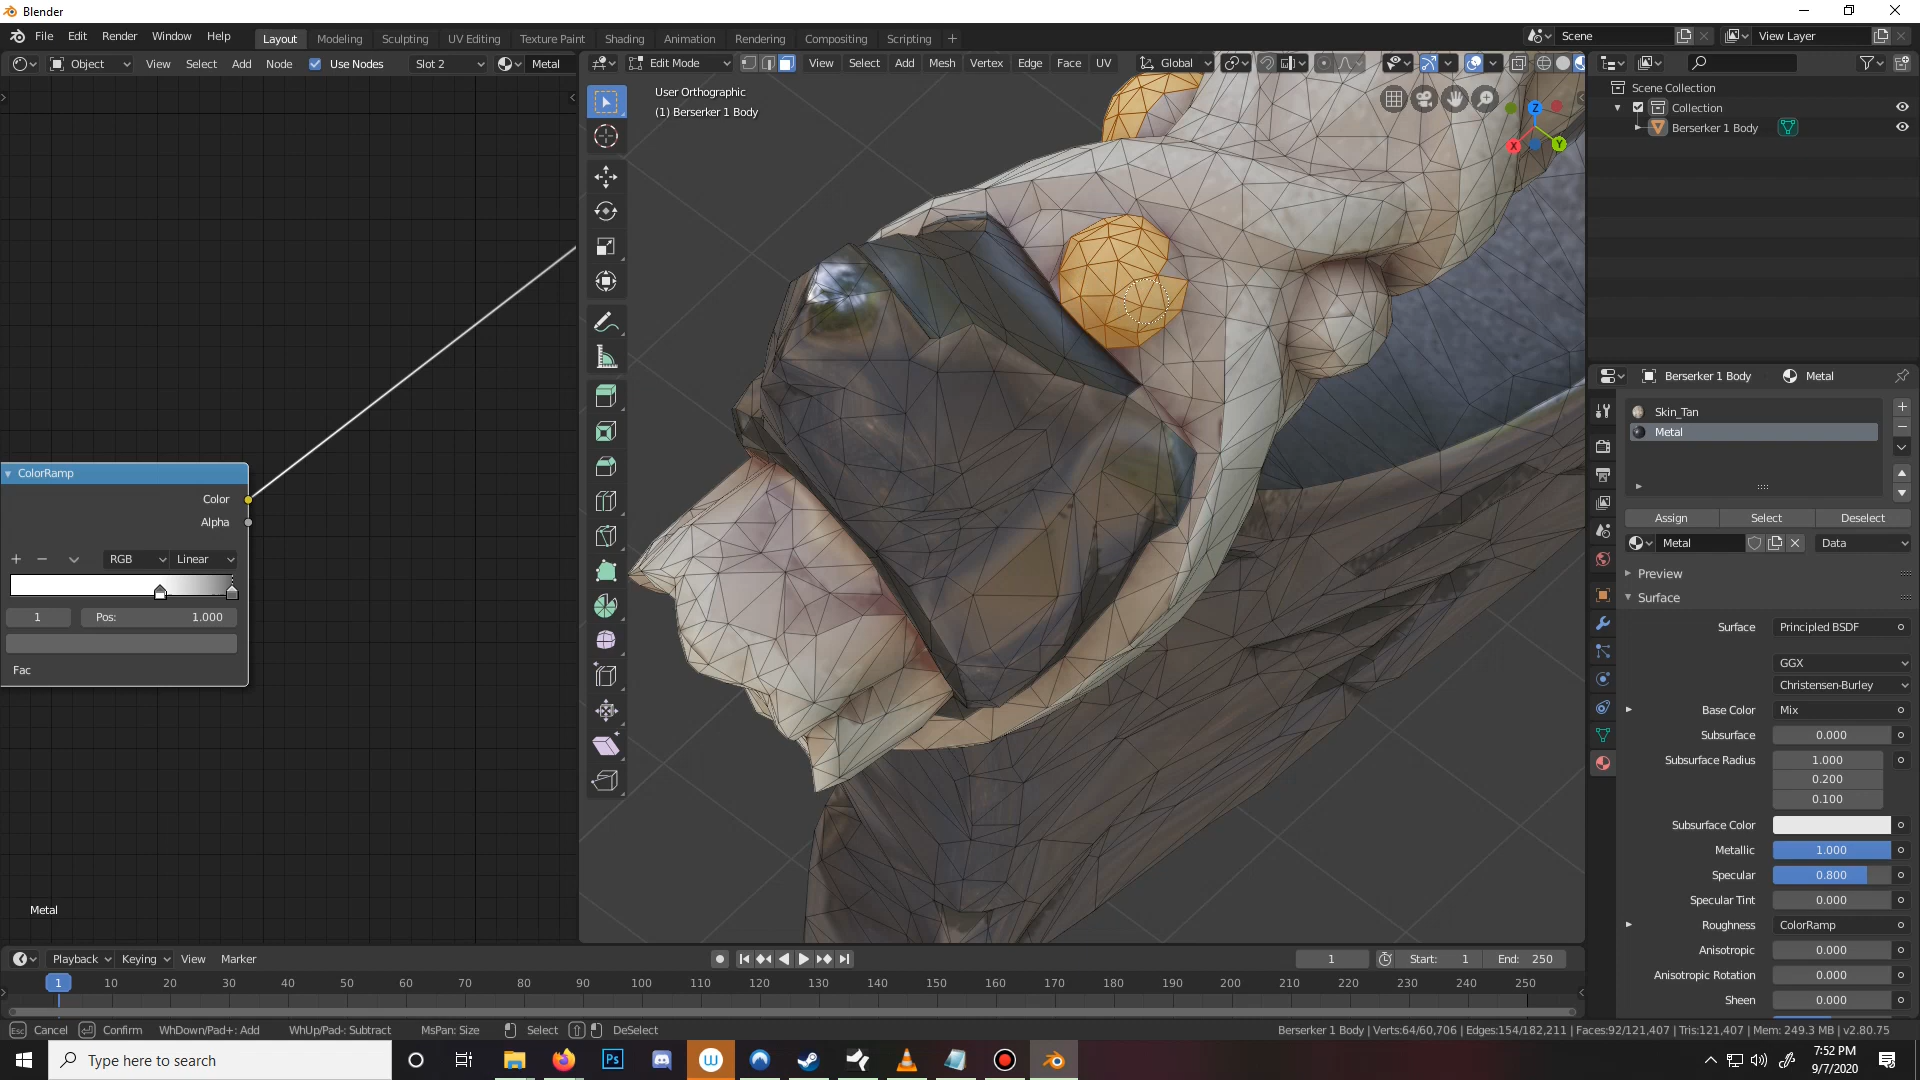 Blender
File Edit Render Window Help Layout Modeling Sculpting UV Editing Texture Paint Shading Animation Rendering Compositing Scripting + Scene View Layer
Object View Select Add Node Use Nodes Slot 2 Metal Edit Mode View Select Add Mesh Vertex Edge Face UV Global
User Orthographic
(1) Berserker 1 Body
Z
X
Y
Scene Collection
Collection
Berserker 1 Body
Berserker 1 Body Metal
Skin_Tan
Metal
Assign Select Deselect
Metal Data
Preview
Surface
Surface Principled BSDF
GGX
Christensen-Burley
Base Color Mix
Subsurface 0.000
Subsurface Radius 1.000
0.200
0.100
Subsurface Color
Metallic 1.000
Specular 0.800
Specular Tint 0.000
Roughness ColorRamp
Anisotropic 0.000
Anisotropic Rotation 0.000
Sheen 0.000
ColorRamp
Color
Alpha
RGB Linear
1 Pos: 1.000
Fac
Metal
Playback Keying View Marker 1 Start: 1 End: 250
1 10 20 30 40 50 60 70 80 90 100 110 120 130 140 150 160 170 180 190 200 210 220 230 240 250
Esc Cancel Confirm WhDown/Pad+: Add WhUp/Pad-: Subtract MsPan: Size Select DeSelect Berserker 1 Body | Verts:64/60,706 | Edges:154/182,211 | Faces:92/121,407 | Tris:121,407 | Mem: 249.3 MB | v2.80.75
Type here to search Ps W 7:52 PM
9/7/2020